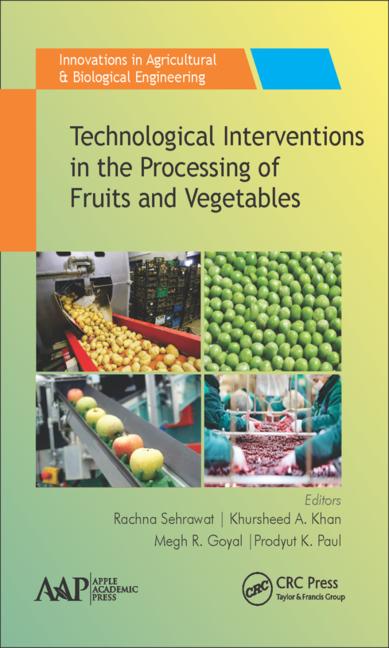 Innovations in Agricultural
& Biological Engineering
Technological Interventions
in the Processing of
Fruits and Vegetables
Editors
Rachna Sehrawat | Khursheed A. Khan
Megh R. Goyal |Prodyut K. Paul
AAP APPLE
ACADEMIC
PRESS
CRC CRC Press
Taylor & Francis Group